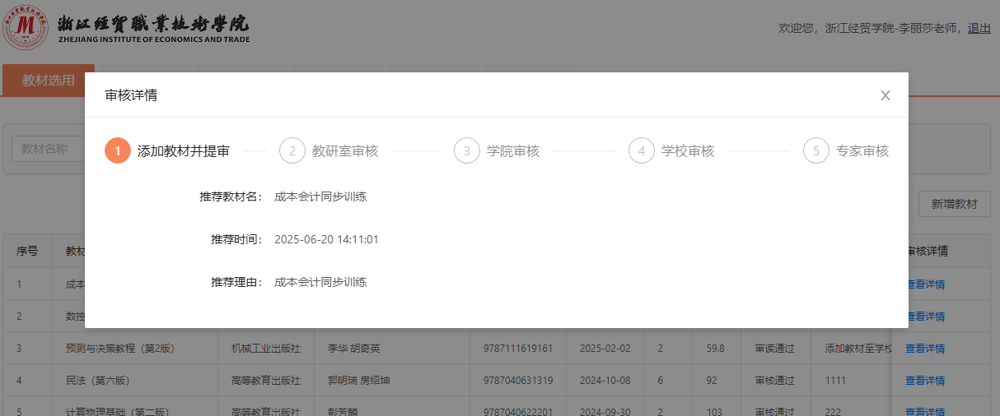 浙江经贸職業技術學院
ZHEJIANG INSTITUTE OF ECONOMICS AND TRADE
欢迎您，浙江经贸学院-李丽莎老师，退出
教材选用
审核详情
1 添加教材并提审 2 教研室审核 3 学院审核 4 学校审核 5 专家审核
教材名称
推荐教材名： 成本会计同步训练
新增教材
推荐时间： 2025-06-20 14:11:01
序号 教材 审核详情
推荐理由： 成本会计同步训练
1 成本 查看详情
2 数控 查看详情
3 预测与决策教程（第2版） 机械工业出版社 李华 胡奇英 9787111619161 2025-02-02 2 59.8 审读通过 添加教材至学校 查看详情
4 民法（第六版） 高等教育出版社 郭明瑞 房绍坤 9787040631319 2024-10-08 6 92 审核通过 1111 查看详情
5 计算物理基础（第二版） 高等教育出版社 彭芳麟 9787040622201 2024-09-30 2 103 审核通过 222 查看详情